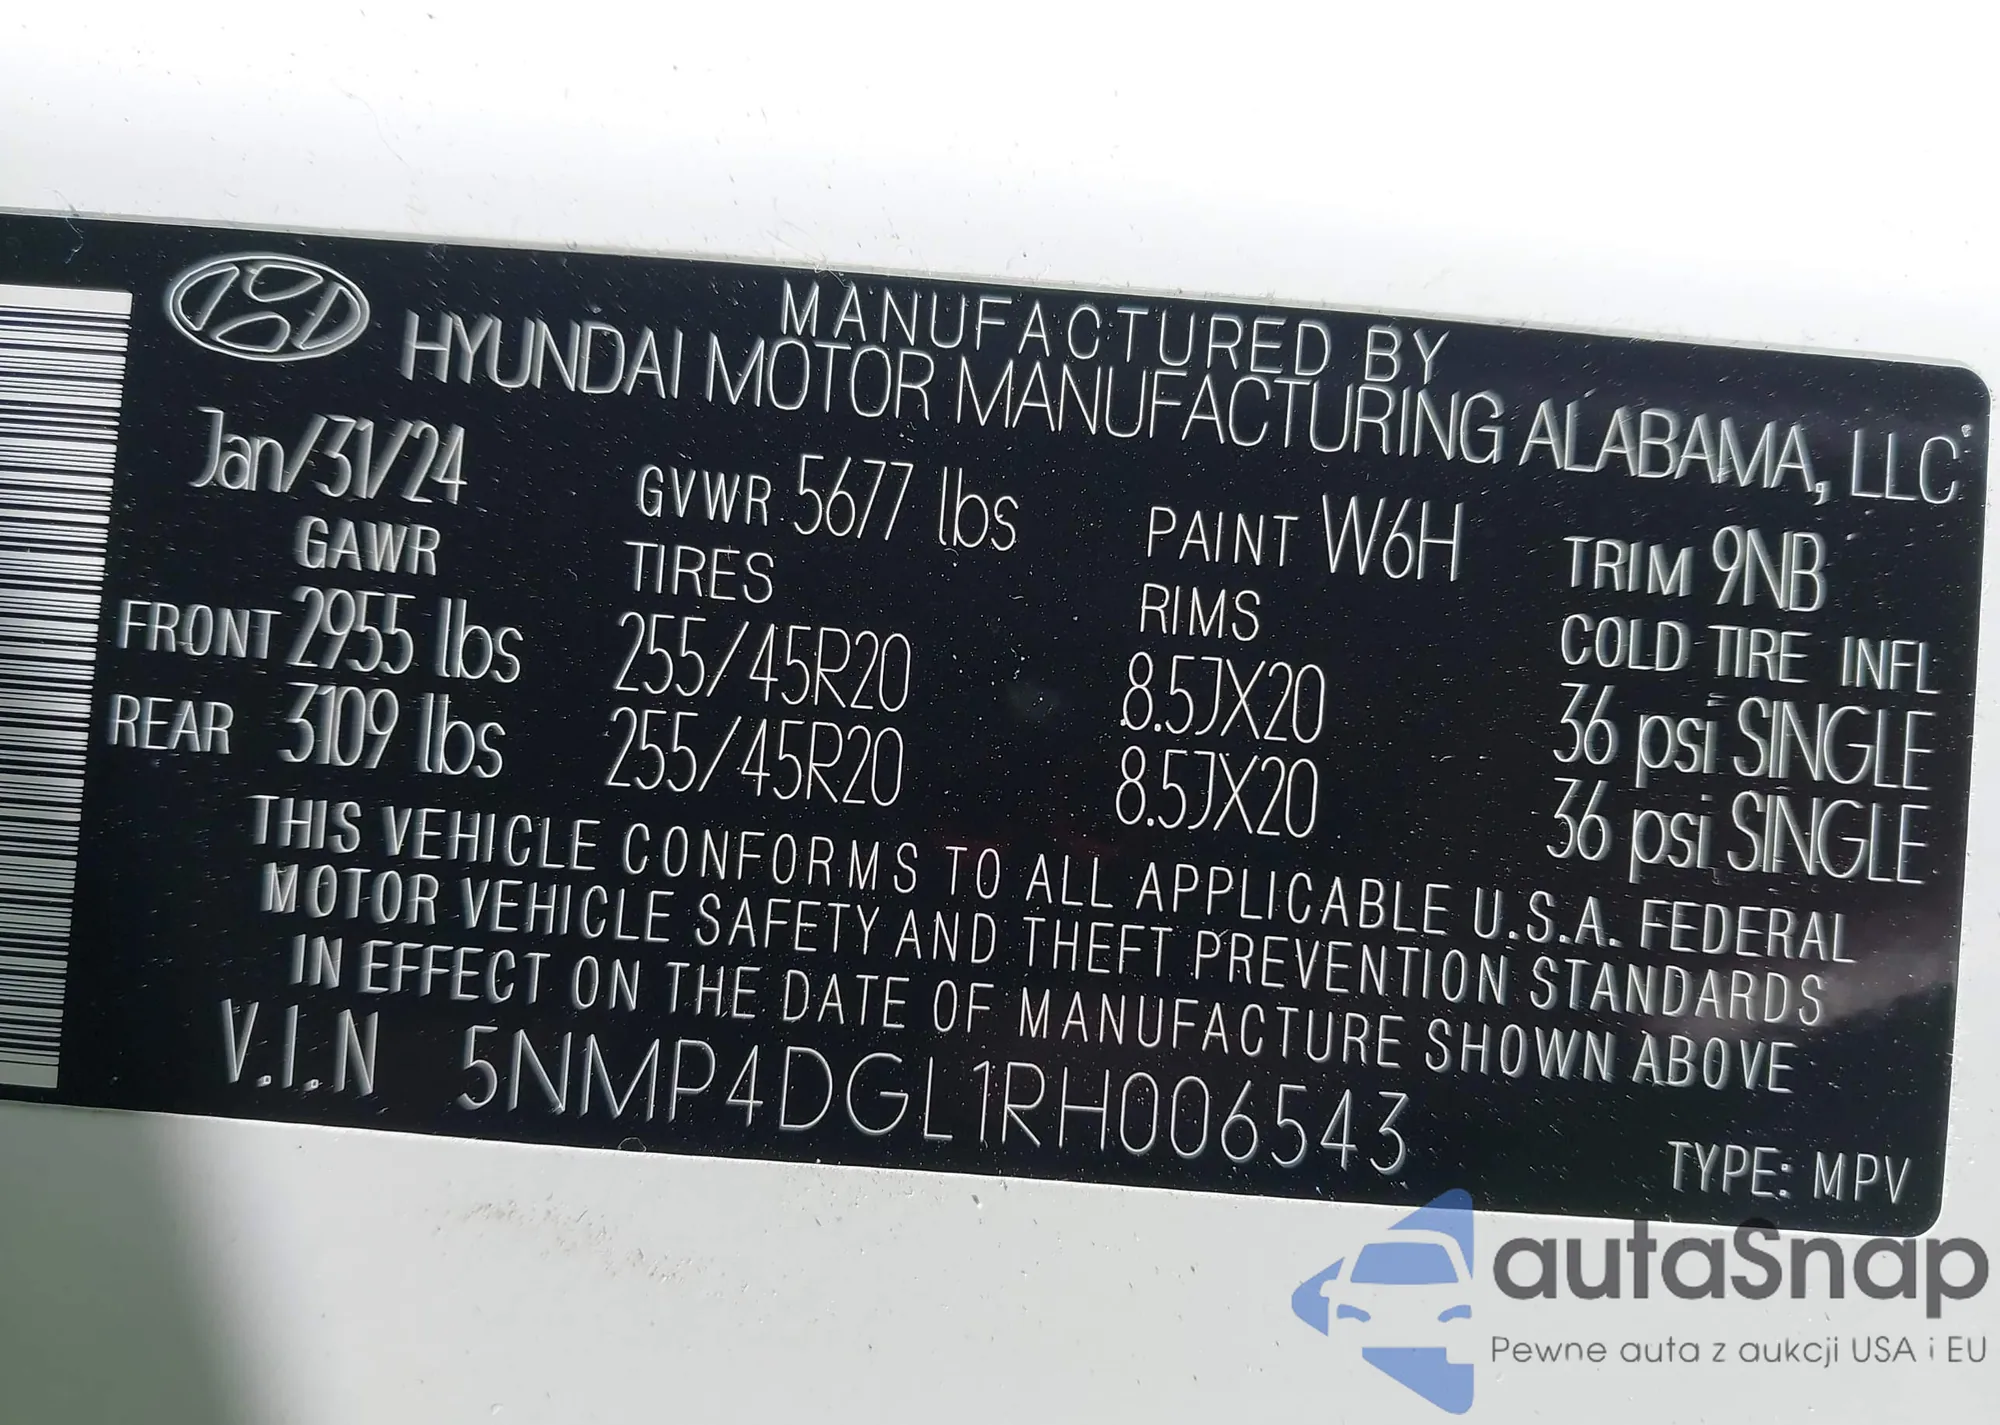 MANUFACTURED BY
HYUNDAI MOTOR MANUFACTURING ALABAMA, LLC
Jan/31/24 GVWR 5677 lbs PAINT W6H TRIM 9NB
GAWR TIRES RIMS COLD TIRE INFL
FRONT 2955 lbs 255/45R20 8.5JX20 36 psi SINGLE
REAR 3109 lbs 255/45R20 8.5JX20 36 psi SINGLE
THIS VEHICLE CONFORMS TO ALL APPLICABLE U.S.A. FEDERAL
MOTOR VEHICLE SAFETY AND THEFT PREVENTION STANDARDS
IN EFFECT ON THE DATE OF MANUFACTURE SHOWN ABOVE
V.I.N 5NMP4DGL1RH006543
TYPE: MPV
autaSnap
Pewne auta z aukcji USA i EU